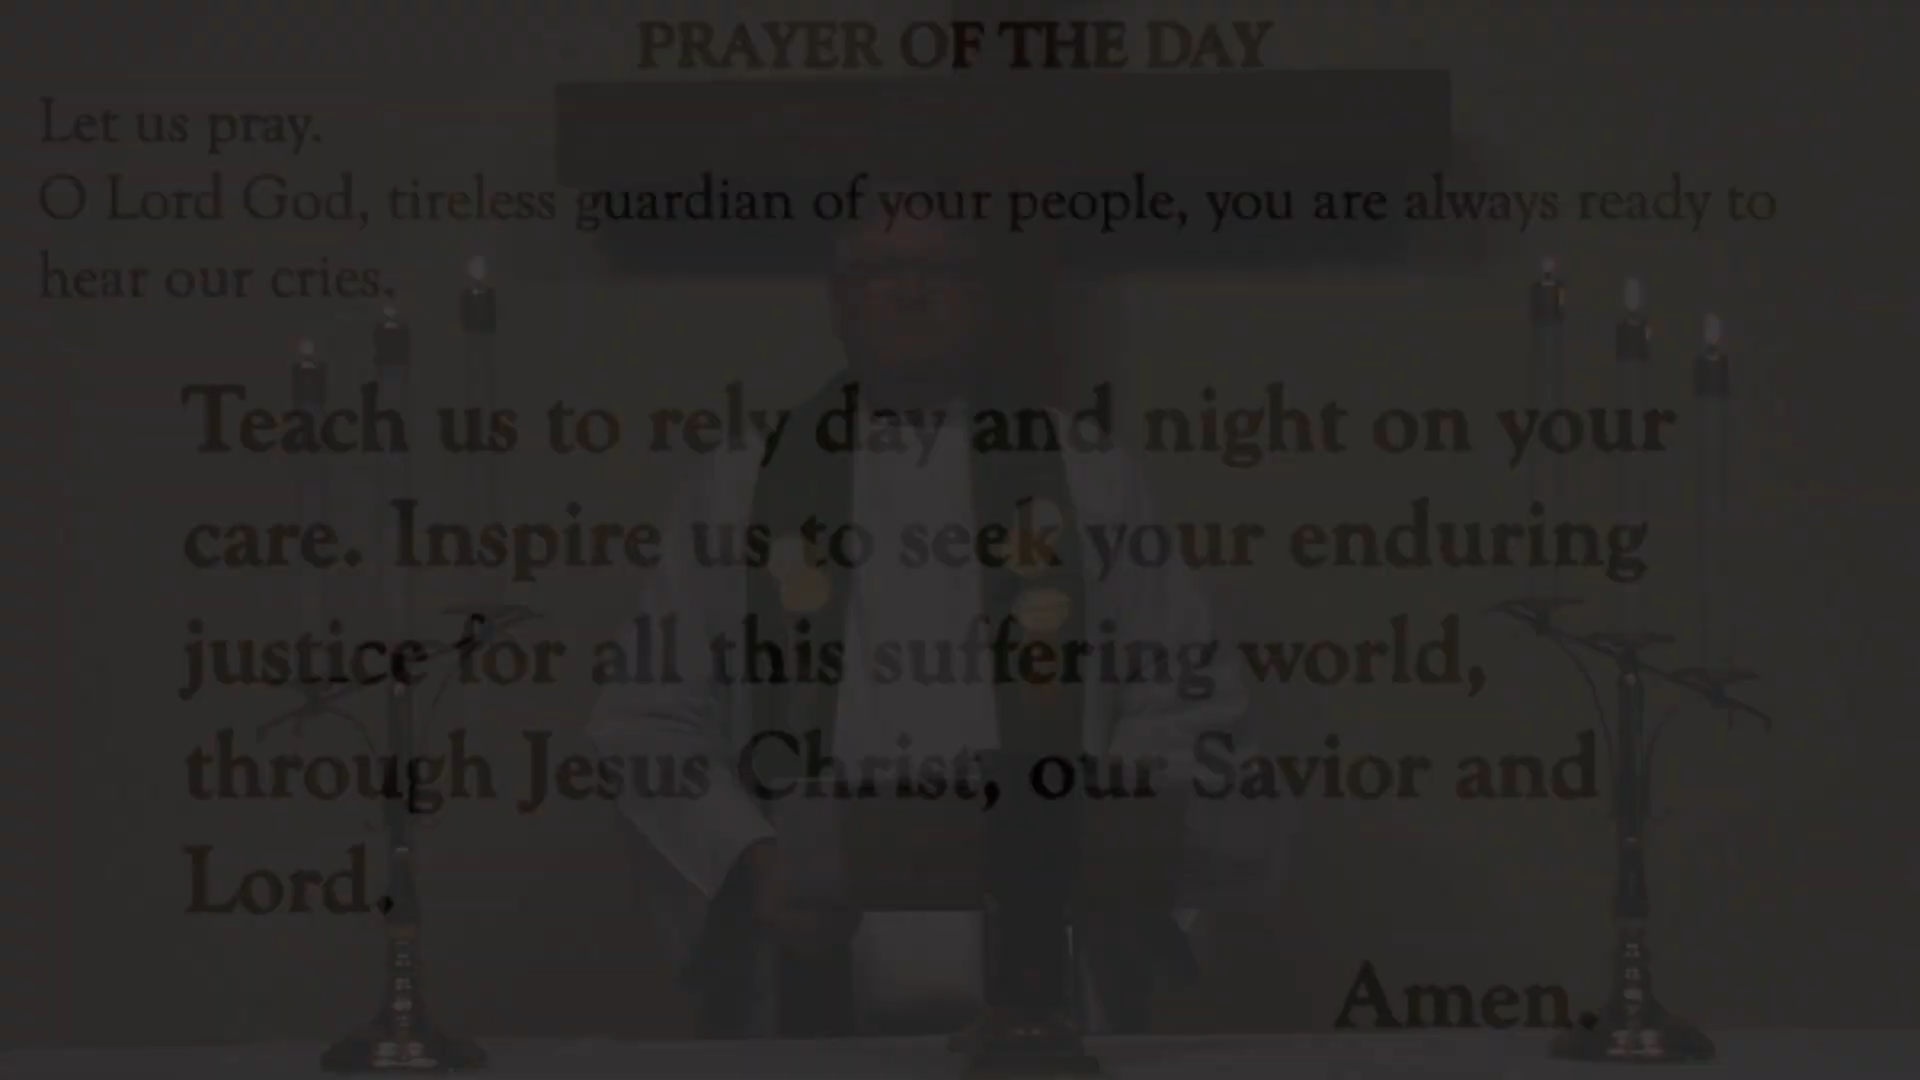 PRAYER OF THE DAY
Let us pray.
O Lord God, tireless guardian of your people, you are always ready to
hear our cries.
Teach us to rely day and night on your
care. Inspire us to seek your enduring
justice for all this suffering world,
through Jesus Christ, our Savior and
Lord.
Amen.